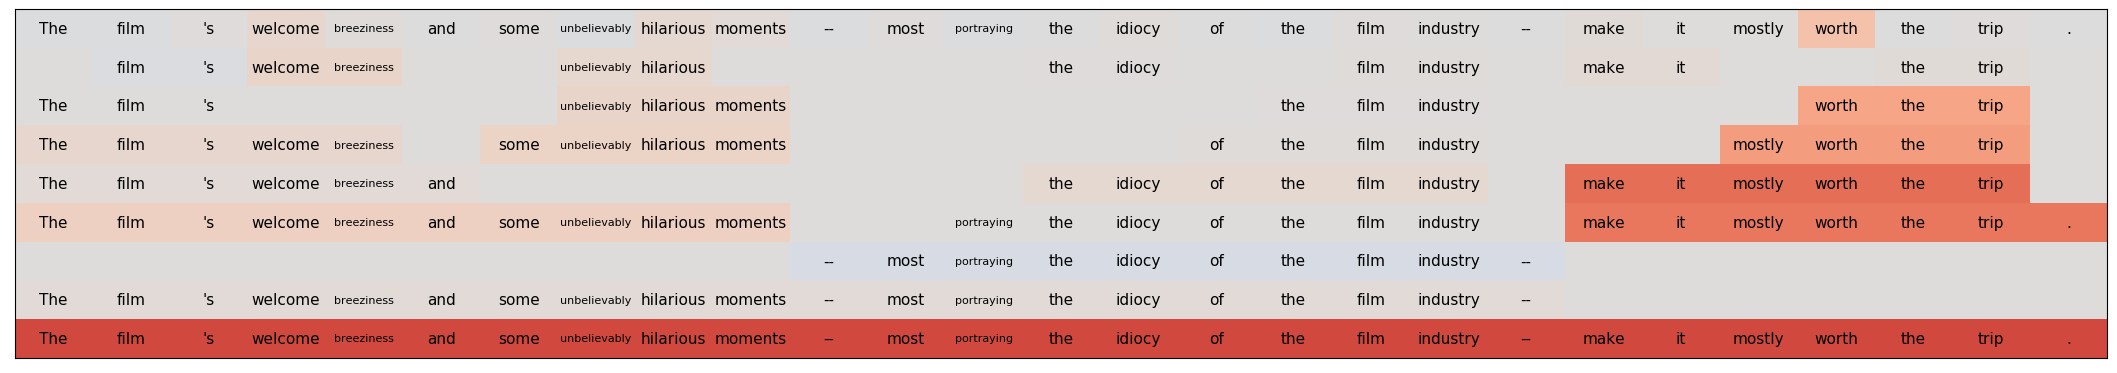 The film 's welcome breeziness and some unbelievably hilarious moments -- most portraying the idiocy of the film industry -- make it mostly worth the trip .
film 's welcome breeziness unbelievably hilarious the idiocy film industry make it the trip
The film 's unbelievably hilarious moments the film industry worth the trip
The film 's welcome breeziness some unbelievably hilarious moments of the film industry mostly worth the trip
The film 's welcome breeziness and the idiocy of the film industry make it mostly worth the trip
The film 's welcome breeziness and some unbelievably hilarious moments portraying the idiocy of the film industry make it mostly worth the trip .
-- most portraying the idiocy of the film industry --
The film 's welcome breeziness and some unbelievably hilarious moments -- most portraying the idiocy of the film industry --
The film 's welcome breeziness and some unbelievably hilarious moments -- most portraying the idiocy of the film industry -- make it mostly worth the trip .